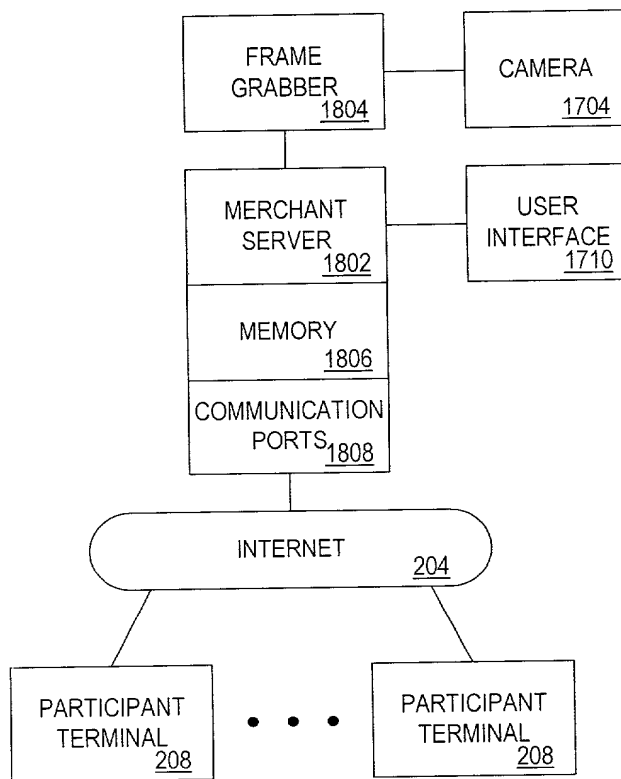 FRAME
GRABBER
1804
CAMERA
1704
MERCHANT
SERVER
1802
USER
INTERFACE
1710
MEMORY
1806
COMMUNICATION
PORTS
1808
INTERNET
204
PARTICIPANT
TERMINAL
208
PARTICIPANT
TERMINAL
208